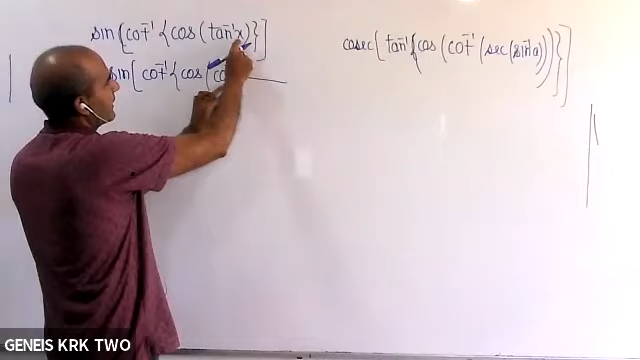 sin[cot⁻¹{cos(tan⁻¹x)}]
sin[cot⁻¹{cos(co
cosec[tan⁻¹{cos(cot⁻¹(sec(sin⁻¹a)))}]
GENEIS KRK TWO